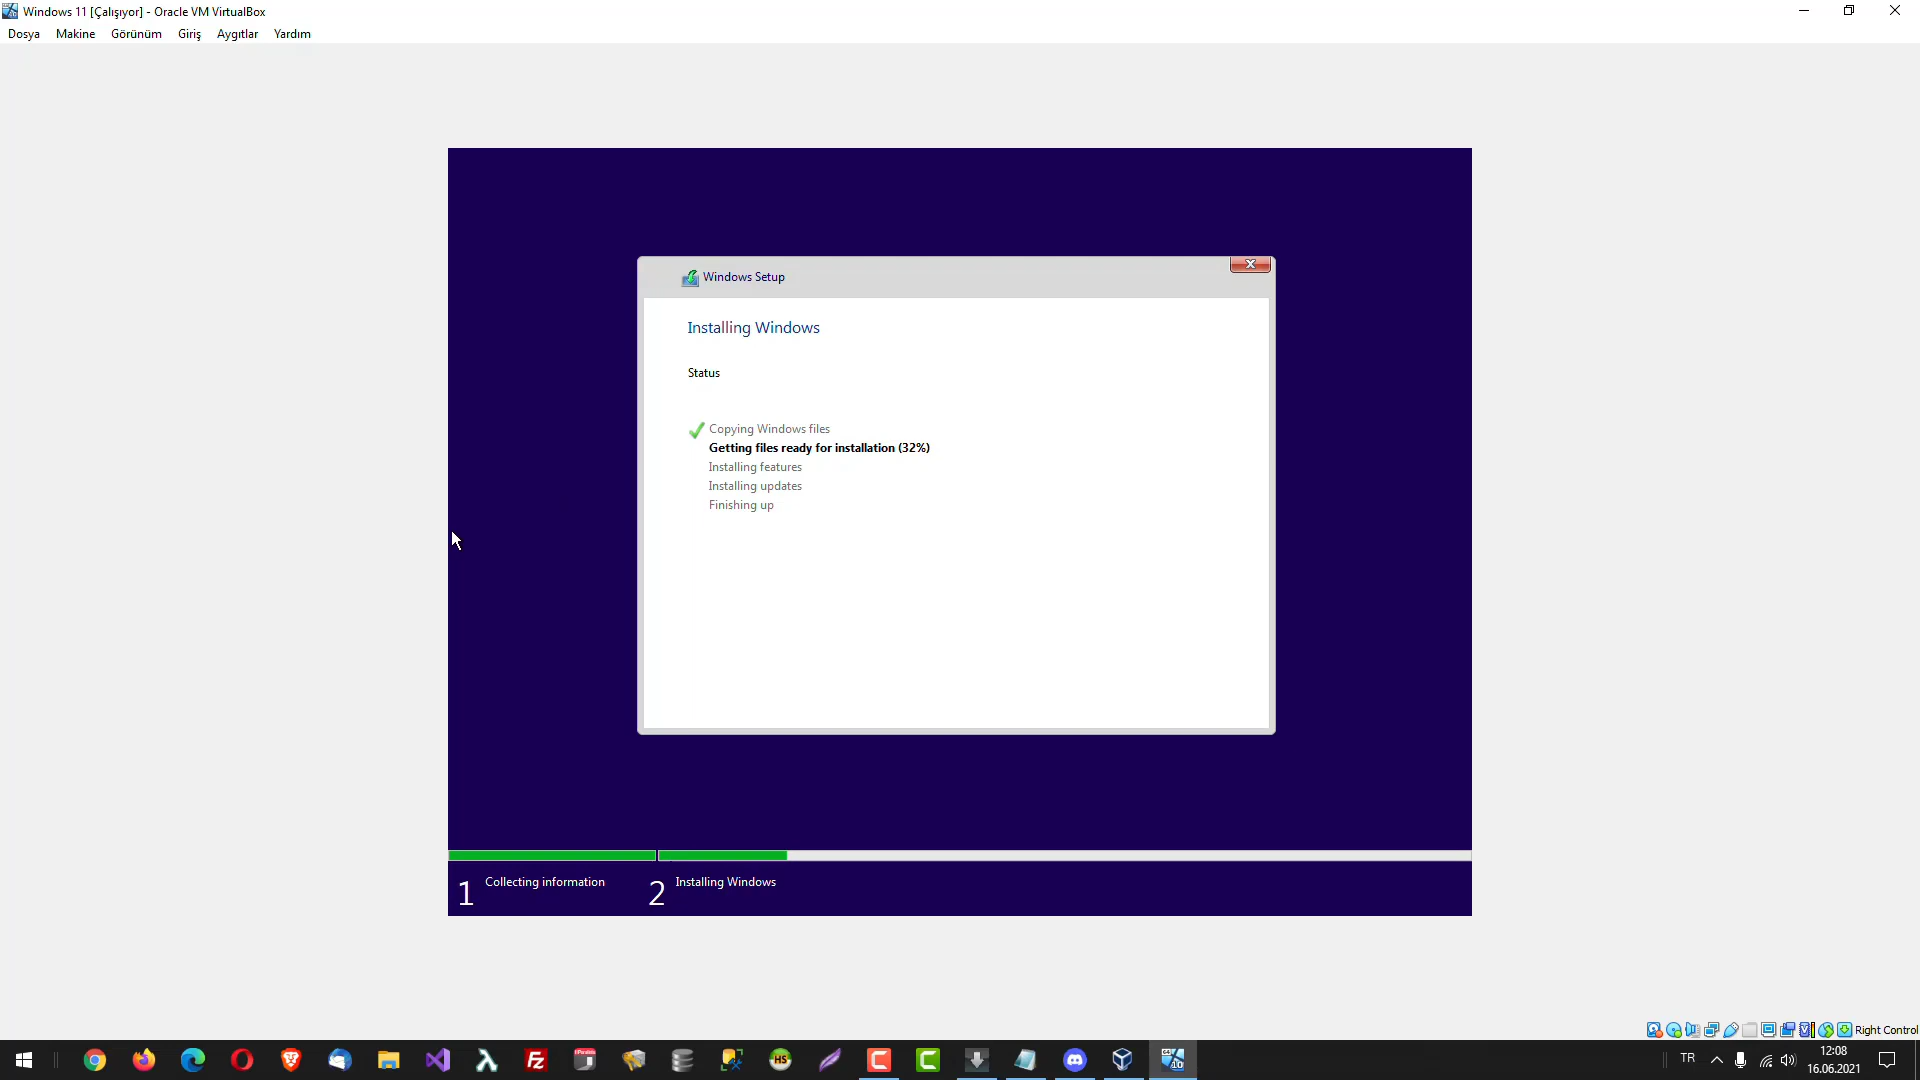 Windows 11 [Çalışıyor] - Oracle VM VirtualBox
Dosya Makine Görünüm Giriş Aygıtlar Yardım
Windows Setup
Installing Windows
Status
Copying Windows files
Getting files ready for installation (32%)
Installing features
Installing updates
Finishing up
1 Collecting information 2 Installing Windows
Right Control
TR
12:08
16.06.2021